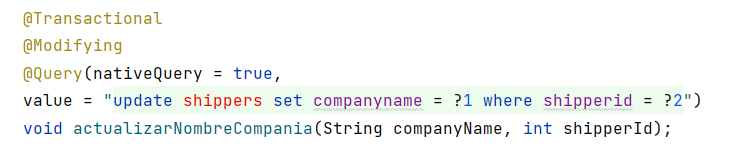 @Transactional
@Modifying
@Query(nativeQuery = true,
value = "update shippers set companyname = ?1 where shipperid = ?2")
void actualizarNombreCompania(String companyName, int shipperId);